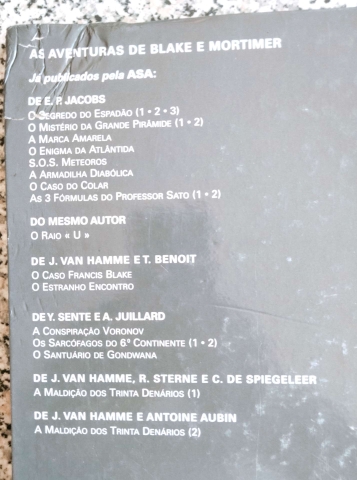 AS AVENTURAS DE BLAKE E MORTIMER
Já publicados pela ASA:
DE E. P. JACOBS
O SEGREDO DO ESPADÃO (1 • 2 • 3)
O MISTÉRIO DA GRANDE PIRÂMIDE (1 • 2)
A MARCA AMARELA
O ENIGMA DA ATLÂNTIDA
S.O.S. METEOROS
A ARMADILHA DIABÓLICA
O CASO DO COLAR
AS 3 FÓRMULAS DO PROFESSOR SATO (1 • 2)
DO MESMO AUTOR
O RAIO « U »
DE J. VAN HAMME E T. BENOIT
O CASO FRANCIS BLAKE
O ESTRANHO ENCONTRO
DE Y. SENTE E A. JUILLARD
A CONSPIRAÇÃO VORONOV
OS SARCÓFAGOS DO 6º CONTINENTE (1 • 2)
O SANTUÁRIO DE GONDWANA
DE J. VAN HAMME, R. STERNE E C. DE SPIEGELEER
A MALDIÇÃO DOS TRINTA DENÁRIOS (1)
DE J. VAN HAMME E ANTOINE AUBIN
A MALDIÇÃO DOS TRINTA DENÁRIOS (2)